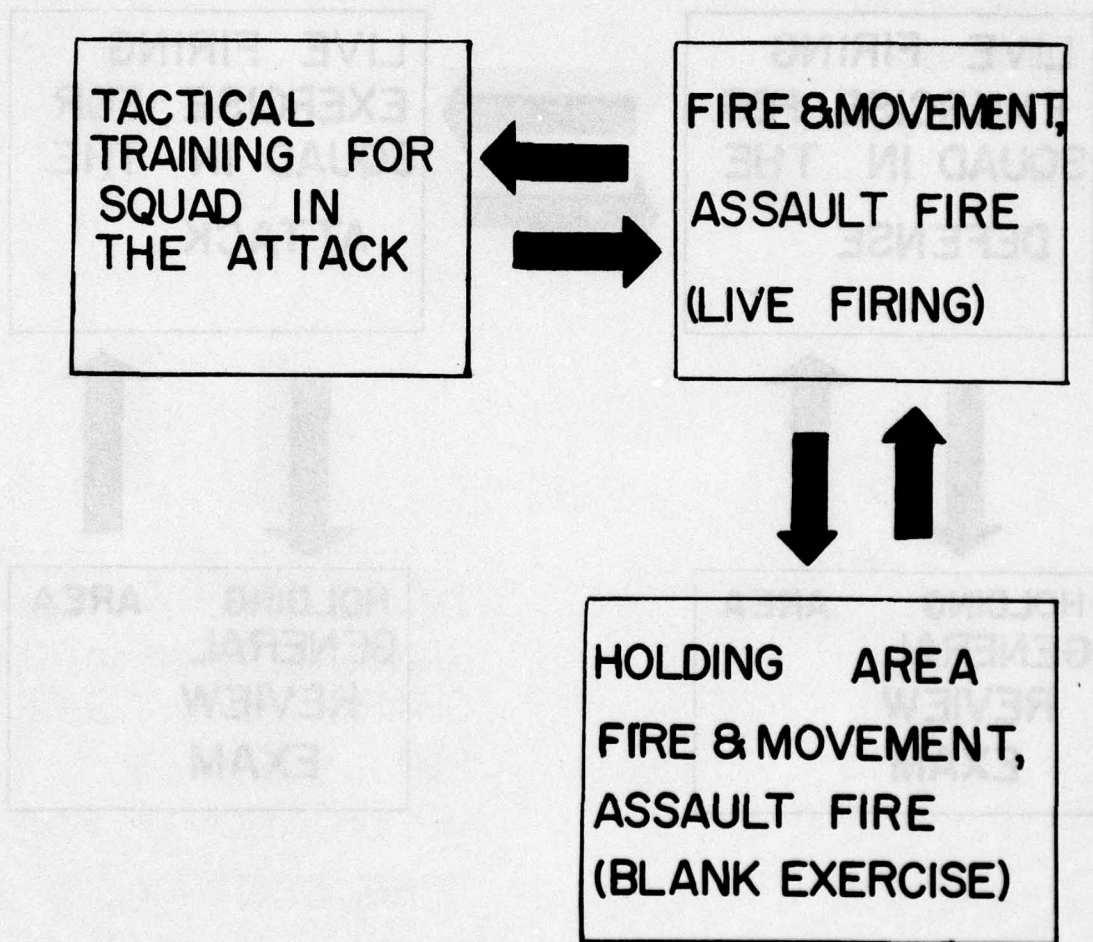 TACTICAL
TRAINING FOR
SQUAD IN
THE ATTACK
FIRE & MOVEMENT,
ASSAULT FIRE
(LIVE FIRING)
HOLDING AREA
FIRE & MOVEMENT,
ASSAULT FIRE
(BLANK EXERCISE)